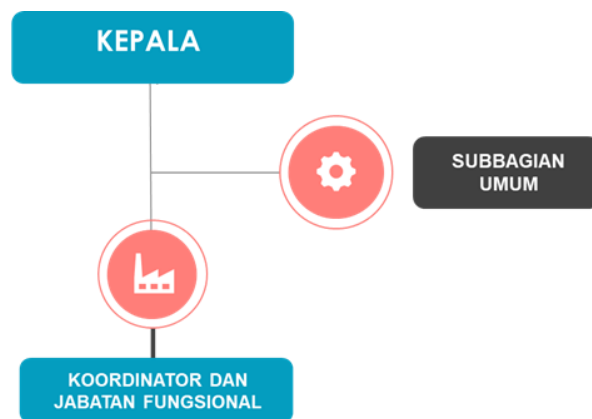 KEPALA
SUBBAGIAN
UMUM
KOORDINATOR DAN
JABATAN FUNGSIONAL